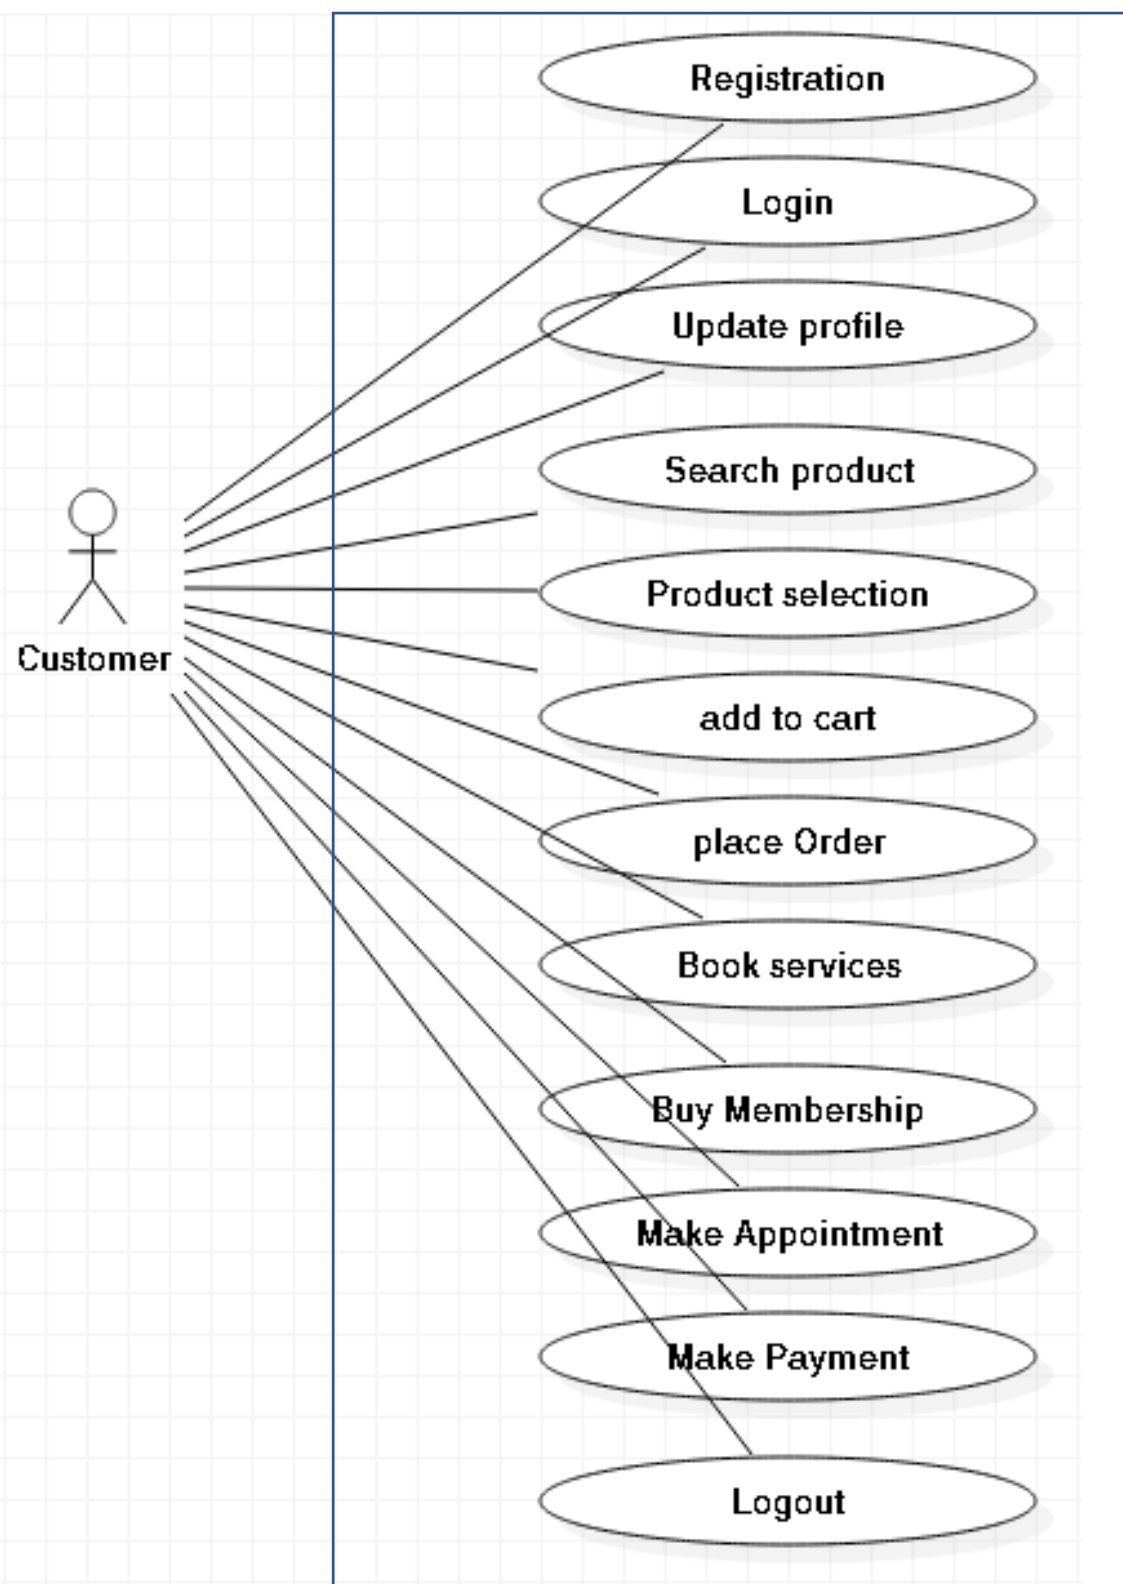 Registration
Login
Update profile
Search product
Product selection
Customer
add to cart
place Order
Book services
Buy Membership
Make Appointment
Make Payment
Logout